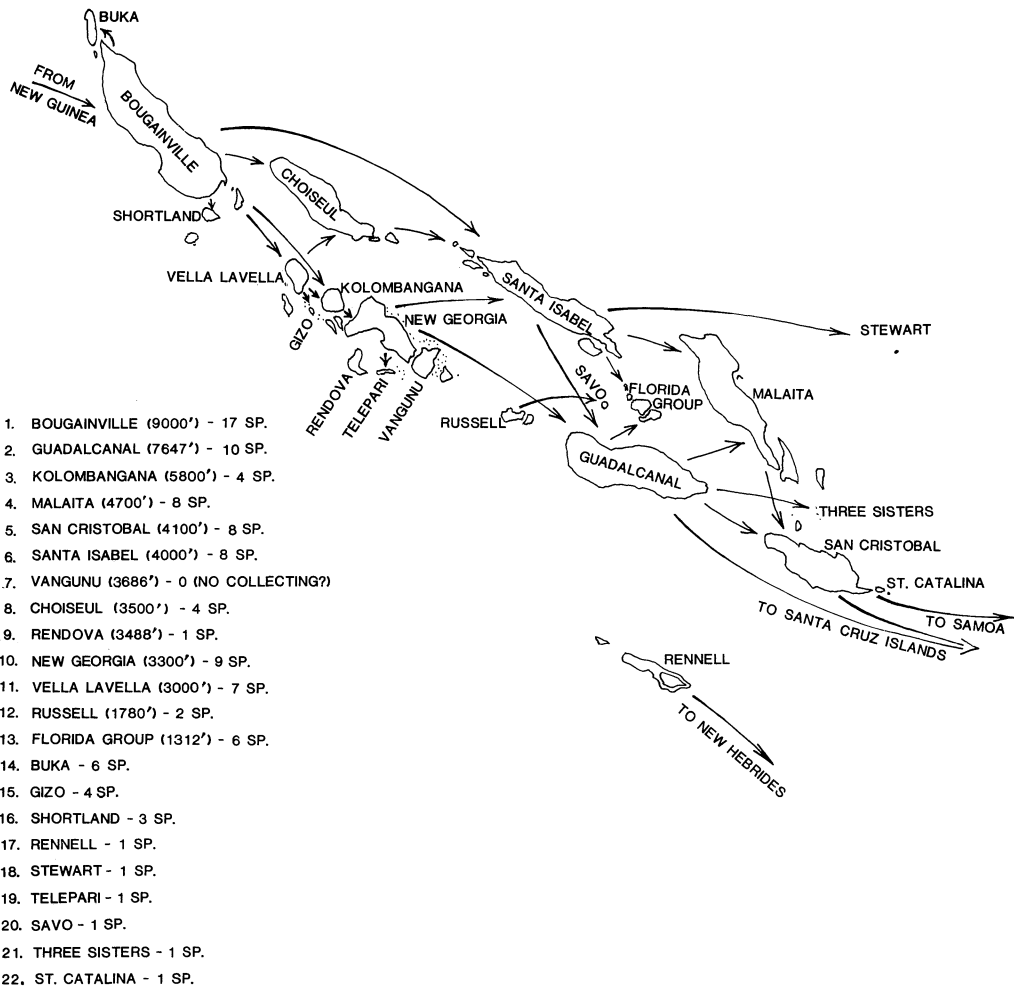 BUKA
FROM
NEW GUINEA
BOUGAINVILLE
CHOISEUL
SHORTLAND
VELLA LAVELLA
KOLOMBANGANA
SANTA ISABEL
GIZO
NEW GEORGIA
STEWART
RENDOVA
TELEPARI
VANGUNU
SAVO
FLORIDA
GROUP
MALAITA
RUSSELL
GUADALCANAL
THREE SISTERS
SAN CRISTOBAL
ST. CATALINA
TO SAMOA
TO SANTA CRUZ ISLANDS
RENNELL
TO NEW HEBRIDES
1. BOUGAINVILLE (9000') - 17 SP.
2. GUADALCANAL (7647') - 10 SP.
3. KOLOMBANGANA (5800') - 4 SP.
4. MALAITA (4700') - 8 SP.
5. SAN CRISTOBAL (4100') - 8 SP.
6. SANTA ISABEL (4000') - 8 SP.
7. VANGUNU (3686') - 0 (NO COLLECTING?)
8. CHOISEUL (3500') - 4 SP.
9. RENDOVA (3488') - 1 SP.
10. NEW GEORGIA (3300') - 9 SP.
11. VELLA LAVELLA (3000') - 7 SP.
12. RUSSELL (1780') - 2 SP.
13. FLORIDA GROUP (1312') - 6 SP.
14. BUKA - 6 SP.
15. GIZO - 4 SP.
16. SHORTLAND - 3 SP.
17. RENNELL - 1 SP.
18. STEWART - 1 SP.
19. TELEPARI - 1 SP.
20. SAVO - 1 SP.
21. THREE SISTERS - 1 SP.
22. ST. CATALINA - 1 SP.